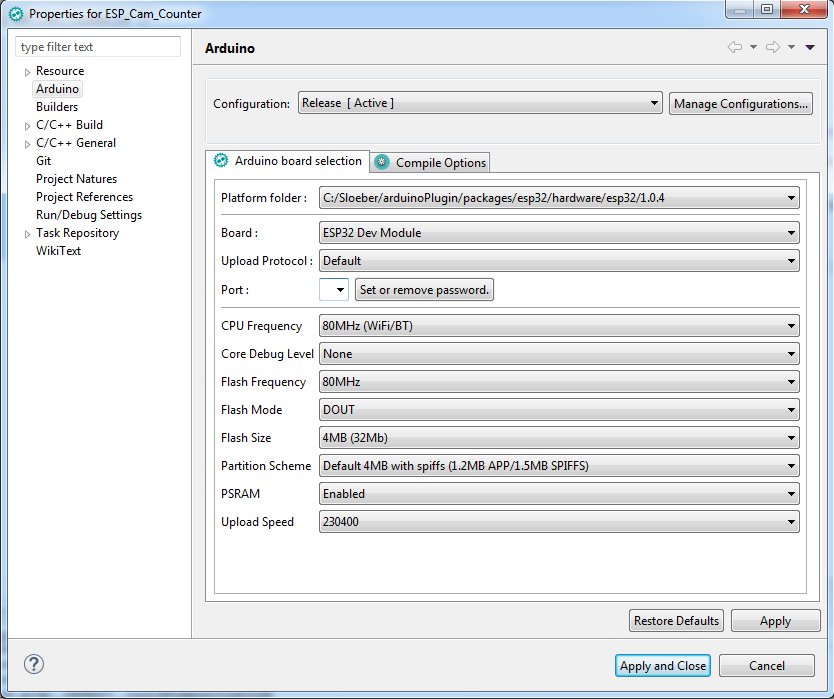 Properties for ESP_Cam_Counter
type filter text
Resource
Arduino
Builders
C/C++ Build
C/C++ General
Git
Project Natures
Project References
Run/Debug Settings
Task Repository
WikiText
Arduino
Configuration: Release [ Active ] Manage Configurations...
Arduino board selection Compile Options
Platform folder : C:/Sloeber/arduinoPlugin/packages/esp32/hardware/esp32/1.0.4
Board : ESP32 Dev Module
Upload Protocol : Default
Port : Set or remove password.
CPU Frequency 80MHz (WiFi/BT)
Core Debug Level None
Flash Frequency 80MHz
Flash Mode DOUT
Flash Size 4MB (32Mb)
Partition Scheme Default 4MB with spiffs (1.2MB APP/1.5MB SPIFFS)
PSRAM Enabled
Upload Speed 230400
Restore Defaults Apply
? Apply and Close Cancel